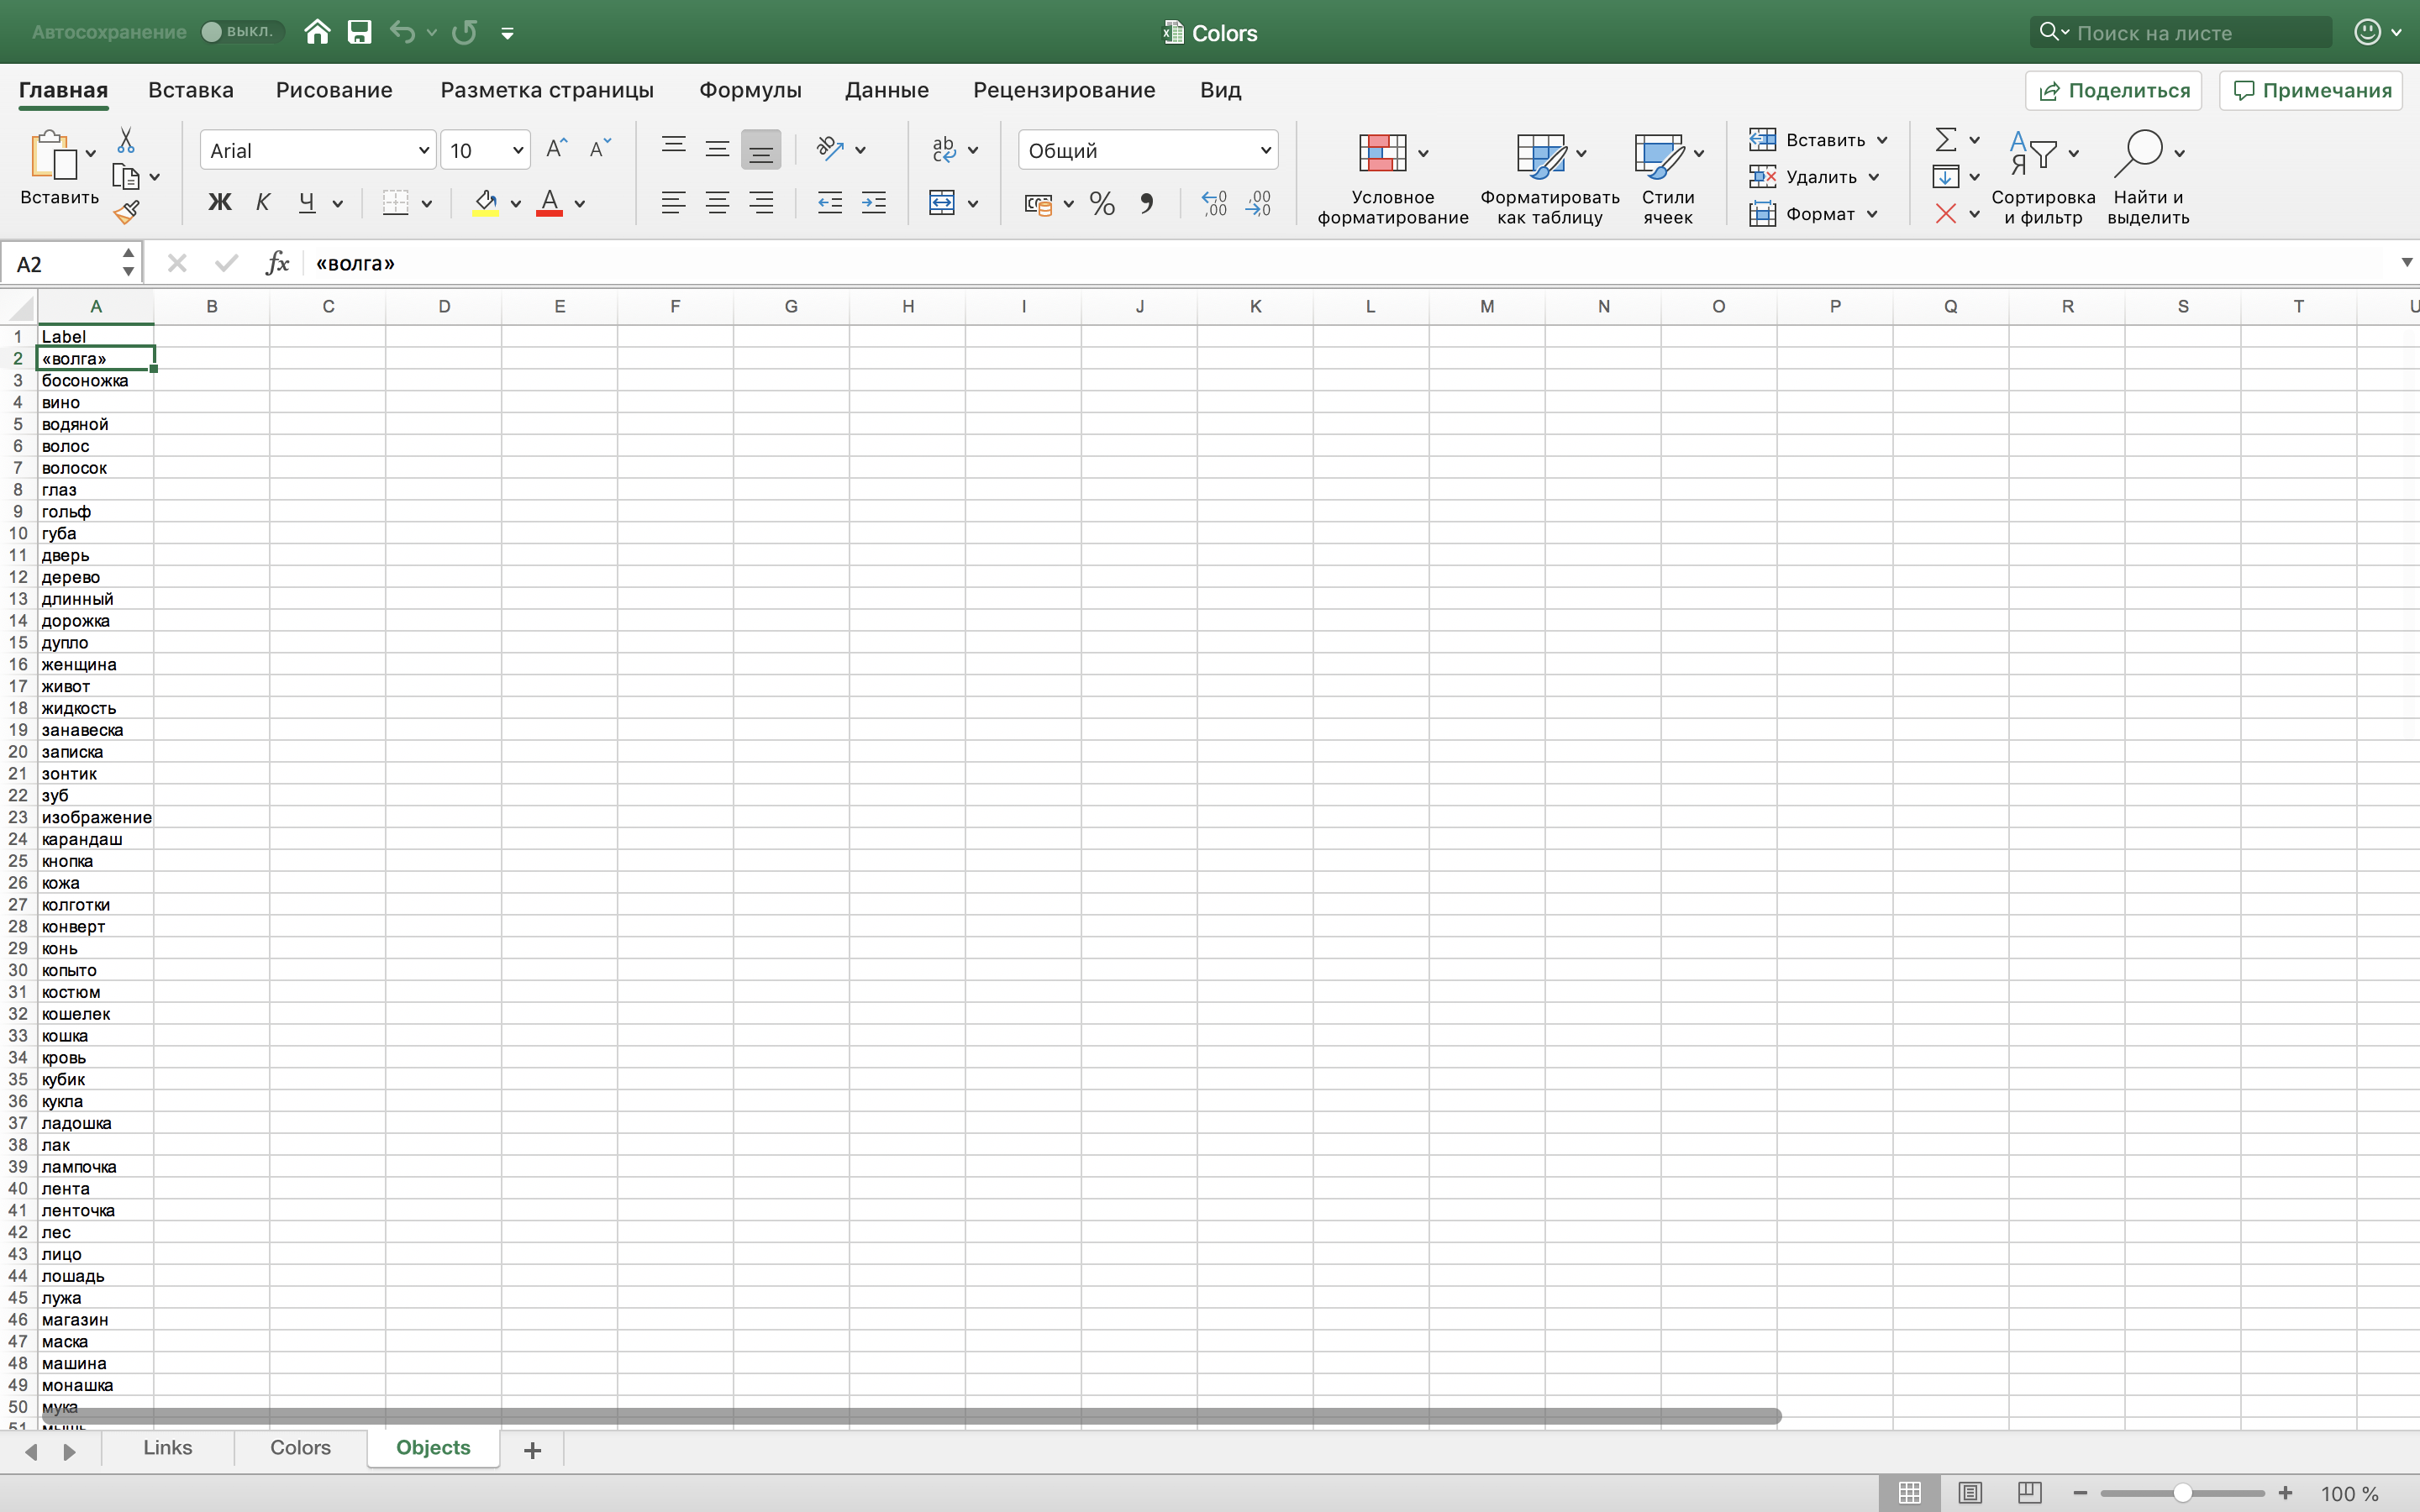 Автосохранение ВЫКЛ. Colors Поиск на листе
Главная Вставка Рисование Разметка страницы Формулы Данные Рецензирование Вид Поделиться Примечания
Вставить
Arial 10
Ж К Ч
Общий
Условное форматирование
Форматировать как таблицу
Стили ячеек
Вставить
Удалить
Формат
Сортировка и фильтр
Найти и выделить
A2 fx «волга»
A B C D E F G H I J K L M N O P Q R S T U
1 Label
2 «волга»
3 босоножка
4 вино
5 водяной
6 волос
7 волосок
8 глаз
9 гольф
10 губа
11 дверь
12 дерево
13 длинный
14 дорожка
15 дупло
16 женщина
17 живот
18 жидкость
19 занавеска
20 записка
21 зонтик
22 зуб
23 изображение
24 карандаш
25 кнопка
26 кожа
27 колготки
28 конверт
29 конь
30 копыто
31 костюм
32 кошелек
33 кошка
34 кровь
35 кубик
36 кукла
37 ладошка
38 лак
39 лампочка
40 лента
41 ленточка
42 лес
43 лицо
44 лошадь
45 лужа
46 магазин
47 маска
48 машина
49 монашка
50 мука
51 мышь
Links Colors Objects +
100 %